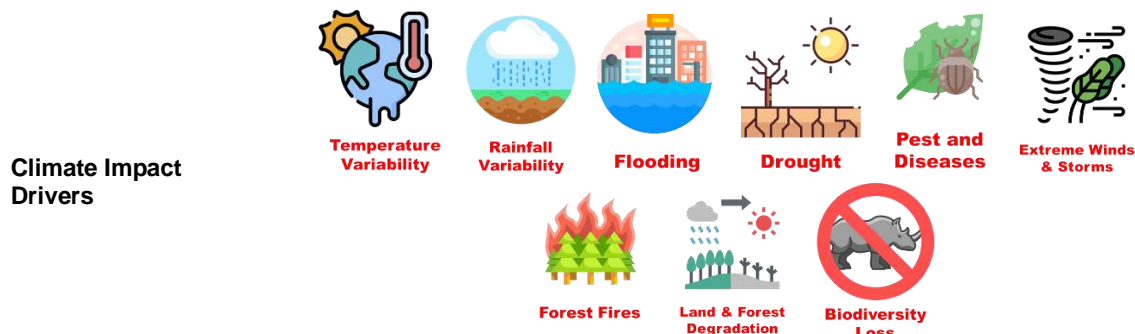 Climate Impact
Drivers
Temperature
Variability
Rainfall
Variability
Flooding
Drought
Pest and
Diseases
Extreme Winds
& Storms
Forest Fires
Land & Forest
Degradation
Biodiversity
Loss